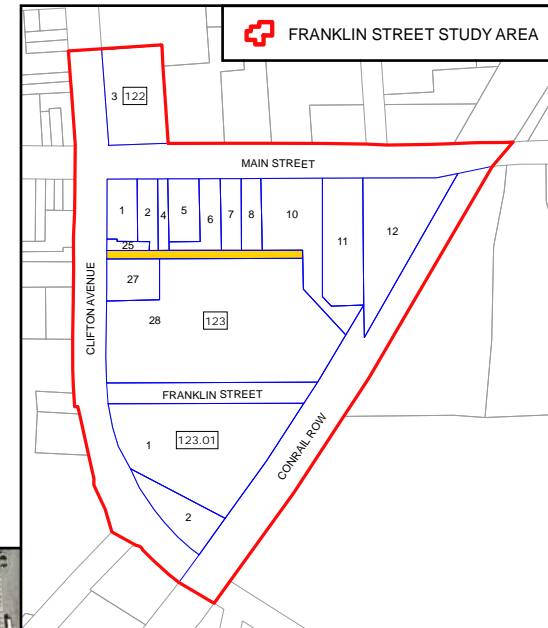 FRANKLIN STREET STUDY AREA
3 122
MAIN STREET
1 2 4 5 6 7 8 10 11 12
25
27
28 123
CLIFTON AVENUE
FRANKLIN STREET
1 123.01
CONRAIL ROW
2